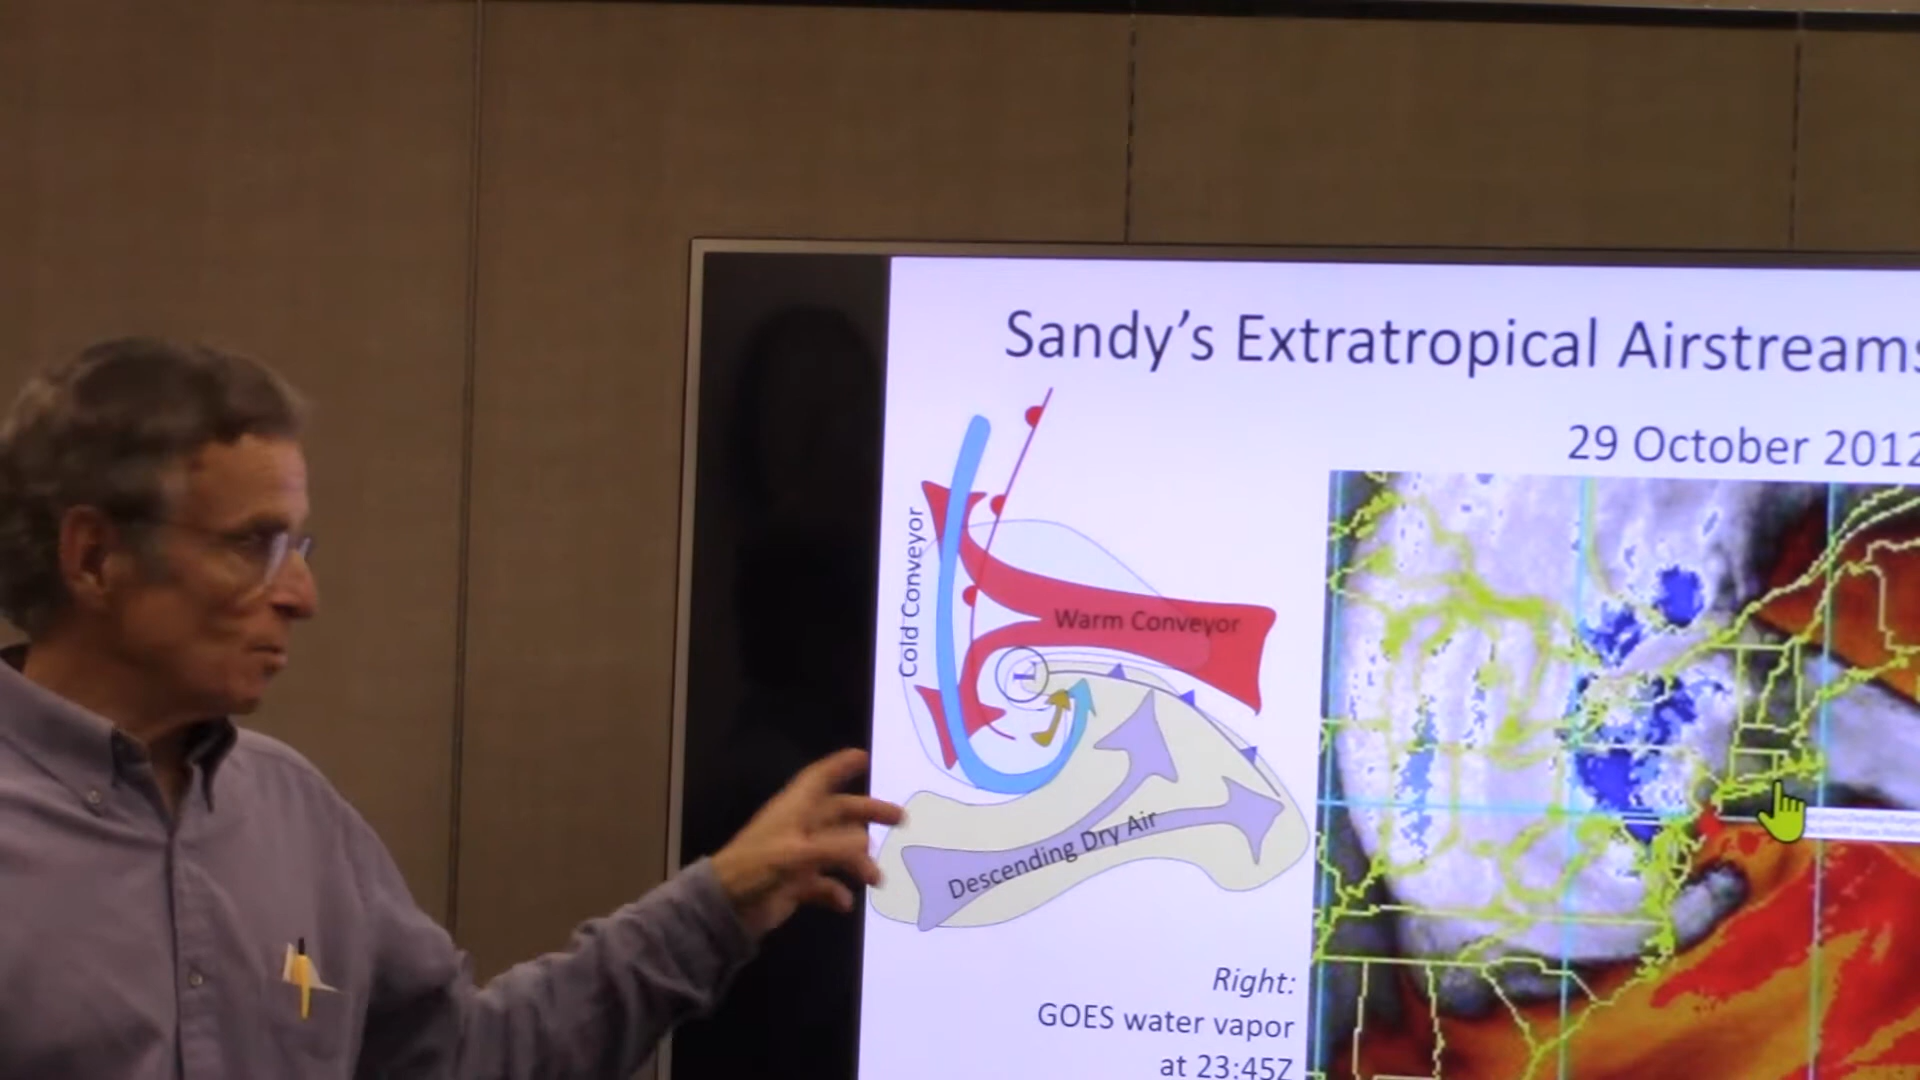 Sandy's Extratropical Airstreams
29 October 2012
Cold Conveyor
Warm Conveyor
L
Descending Dry Air
Right:
GOES water vapor
at 23:45Z